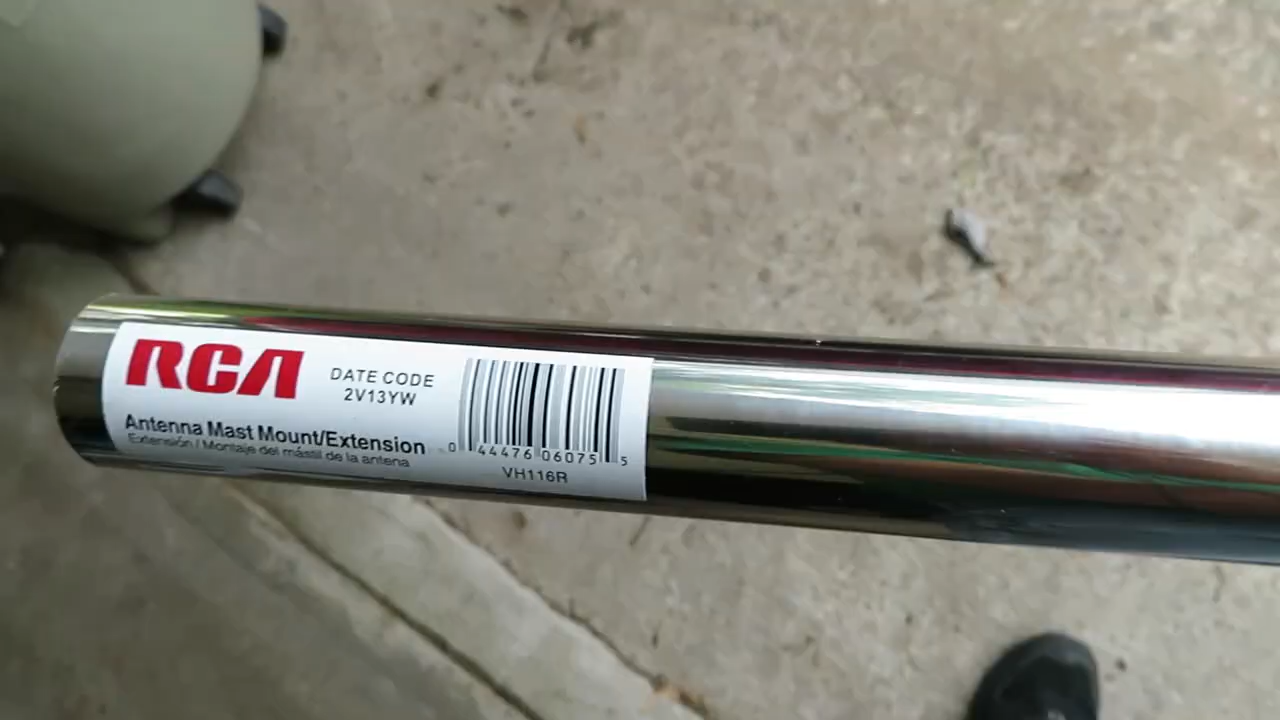 RCA
DATE CODE
2V13YW
Antenna Mast Mount/Extension
Extensión / Montaje del mástil de la antena
0 44476 06075 5
VH116R